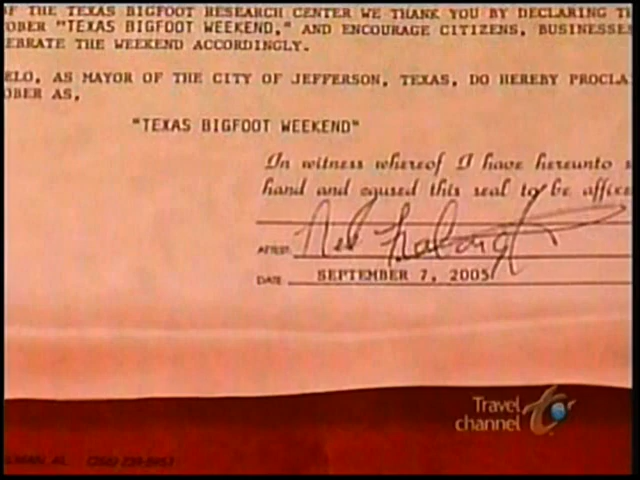 OF THE TEXAS BIGFOOT RESEARCH CENTER WE THANK YOU BY DECLARING
OBER "TEXAS BIGFOOT WEEKEND," AND ENCOURAGE CITIZENS, BUSINESSES
EBRATE THE WEEKEND ACCORDINGLY.
ELO, AS MAYOR OF THE CITY OF JEFFERSON, TEXAS, DO HEREBY PROCLA
OBER AS,
"TEXAS BIGFOOT WEEKEND"
In witness whereof I have hereunto s
hand and caused this seal to be affixe
ATTEST
DATE SEPTEMBER 7, 2005
Travel
channel